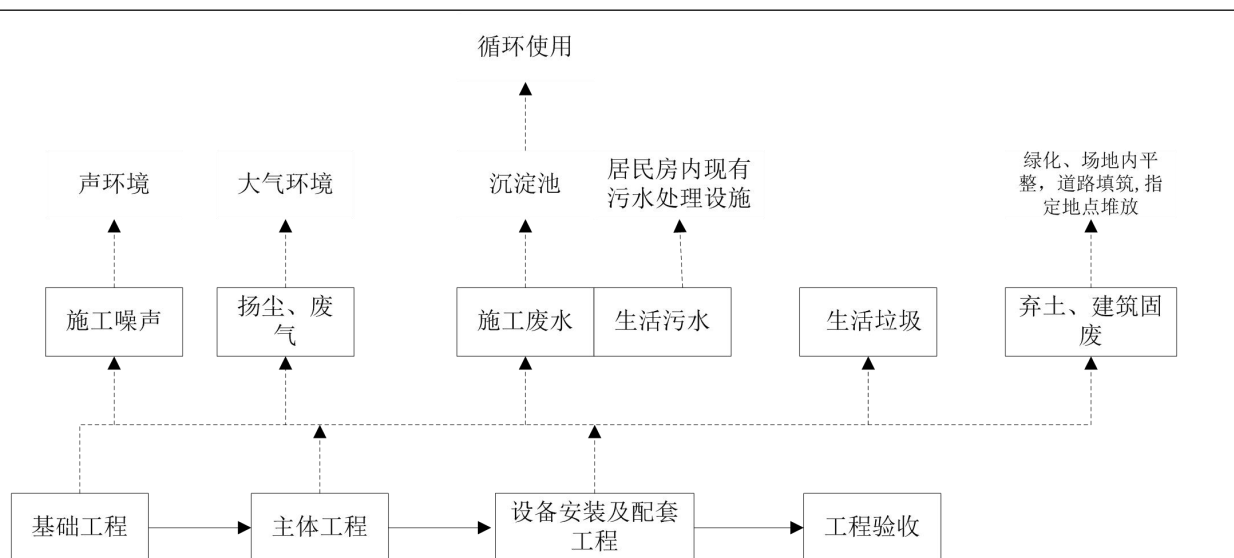 循环使用
声环境
大气环境
沉淀池
居民房内现有
污水处理设施
绿化、场地内平
整，道路填筑,指
定地点堆放
施工噪声
扬尘、废
气
施工废水
生活污水
生活垃圾
弃土、建筑固
废
基础工程
主体工程
设备安装及配套
工程
工程验收